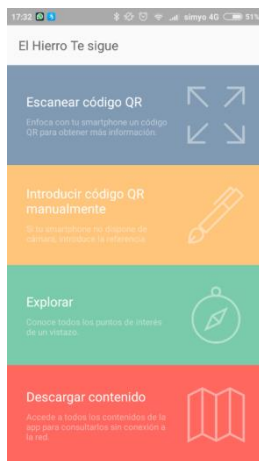 17:32 simyo 4G 51%
El Hierro Te sigue
Escanear código QR
Enfoca con tu smartphone un código
QR para obtener más información.
Introducir código QR
manualmente
Si tu smartphone no dispone de
cámara, introduce la referencia.
Explorar
Conoce todos los puntos de interés
de un vistazo.
Descargar contenido
Accede a todos los contenidos de la
app para consultarlos sin conexión a
la red.